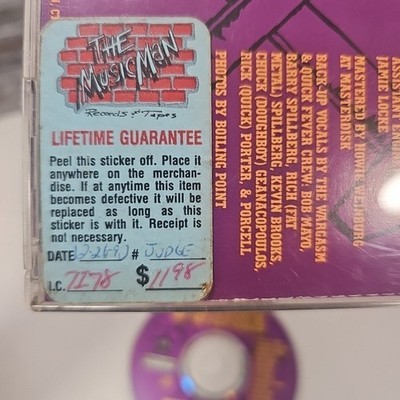 THE
MUSIC MAN
Records & Tapes
LIFETIME GUARANTEE
Peel this sticker off. Place it
anywhere on the merchan-
dise. If at anytime this item
becomes defective it will be
replaced as long as this
sticker is with it. Receipt is
not necessary.
DATE # JUDGE
I.C. 7178 $ 1198
JAMIE LOCKE
MASTERED BY HOWIE WEINBURG
AT MASTERDISK
BACK-UP VOCALS BY THE WARGASM
& QUICK FEVER CREW: BOB MAYO,
BARRY SPILLBERG, RICH (FAT
METAL) SPILLBERG, KEVIN BROOKS,
CHUCK (DOUGHBOY) GEANACOPOULOS,
RICK (QUICK) PORTER & PORCELL
PHOTOS BY BOILING POINT